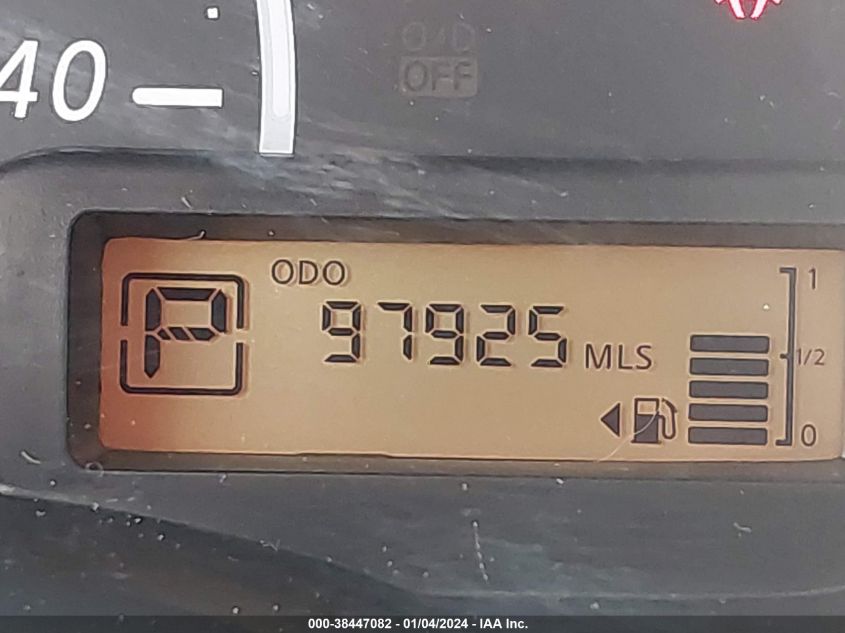 40
O/D
OFF
P
ODO
97925 MLS
1
1/2
0
000-38447082 - 01/04/2024 - IAA Inc.